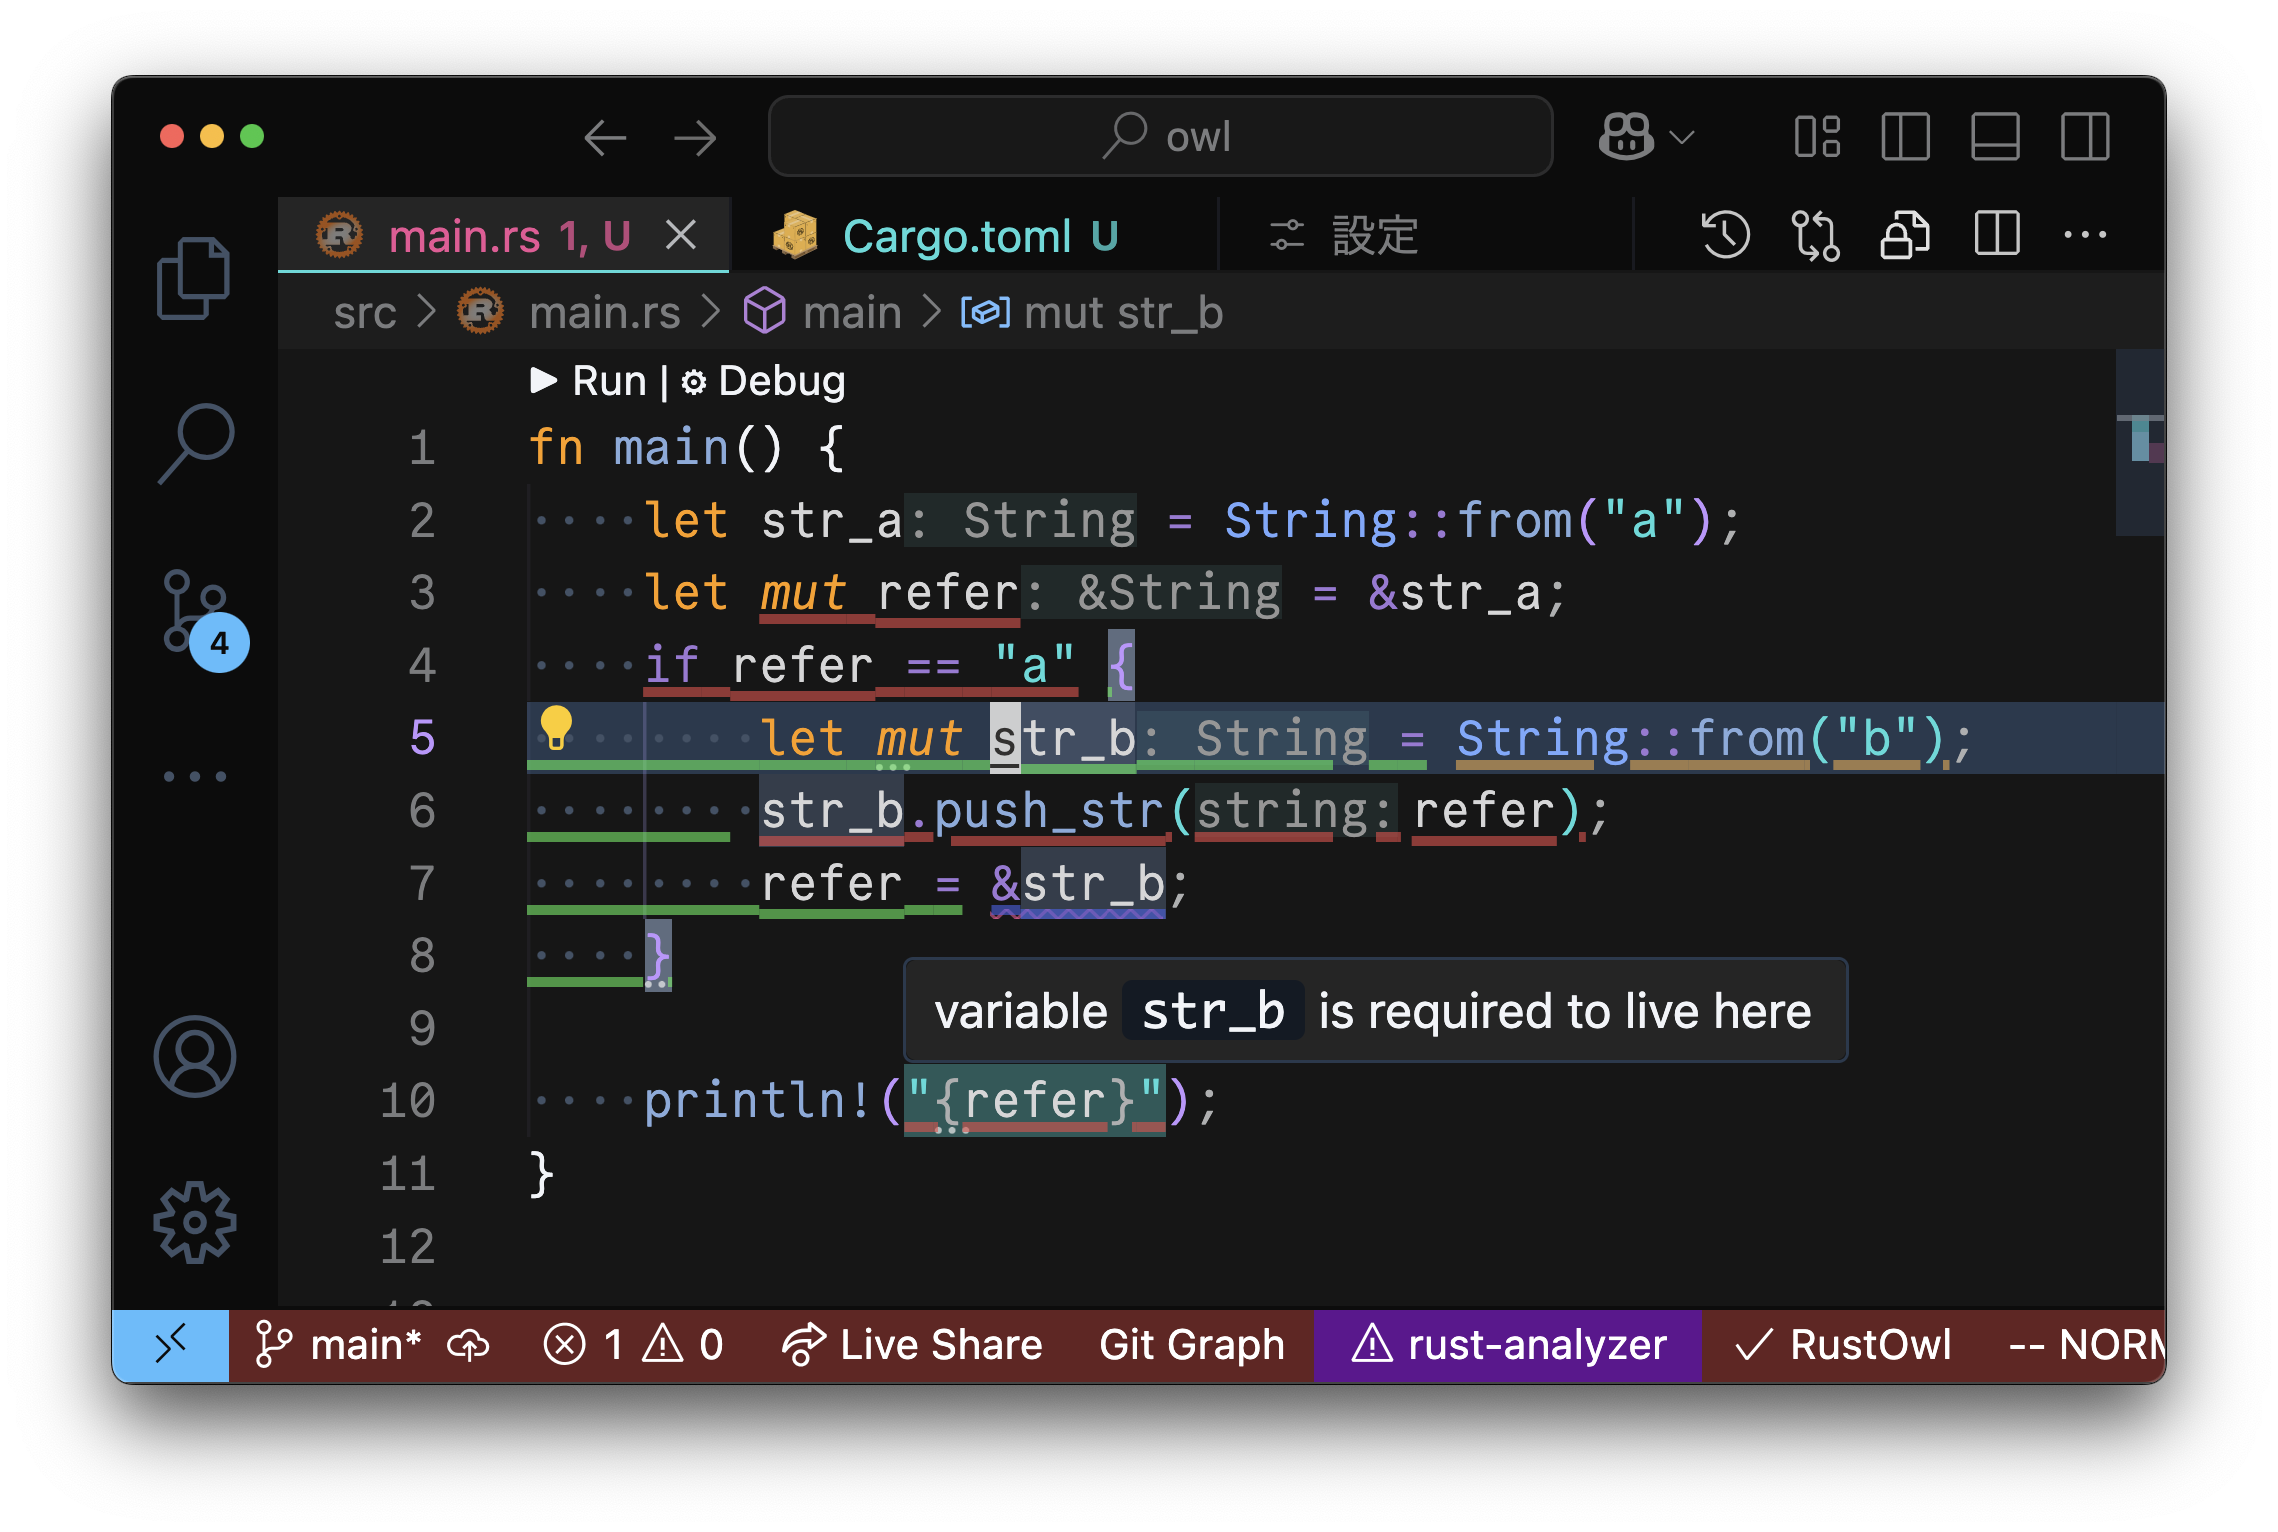 owl
main.rs 1, U
Cargo.toml U
設定
src > main.rs > main > mut str_b
Run | Debug
1 fn main() {
2 ····let str_a: String = String::from("a");
3 ····let mut refer: &String = &str_a;
4 ····if refer == "a" {
5 ········let mut str_b: String = String::from("b");
6 ········str_b.push_str(string: refer);
7 ········refer = &str_b;
8 ····}
variable str_b is required to live here
9
10 ····println!("{refer}");
11 }
12
4
main* 1 0 Live Share Git Graph rust-analyzer RustOwl -- NORM